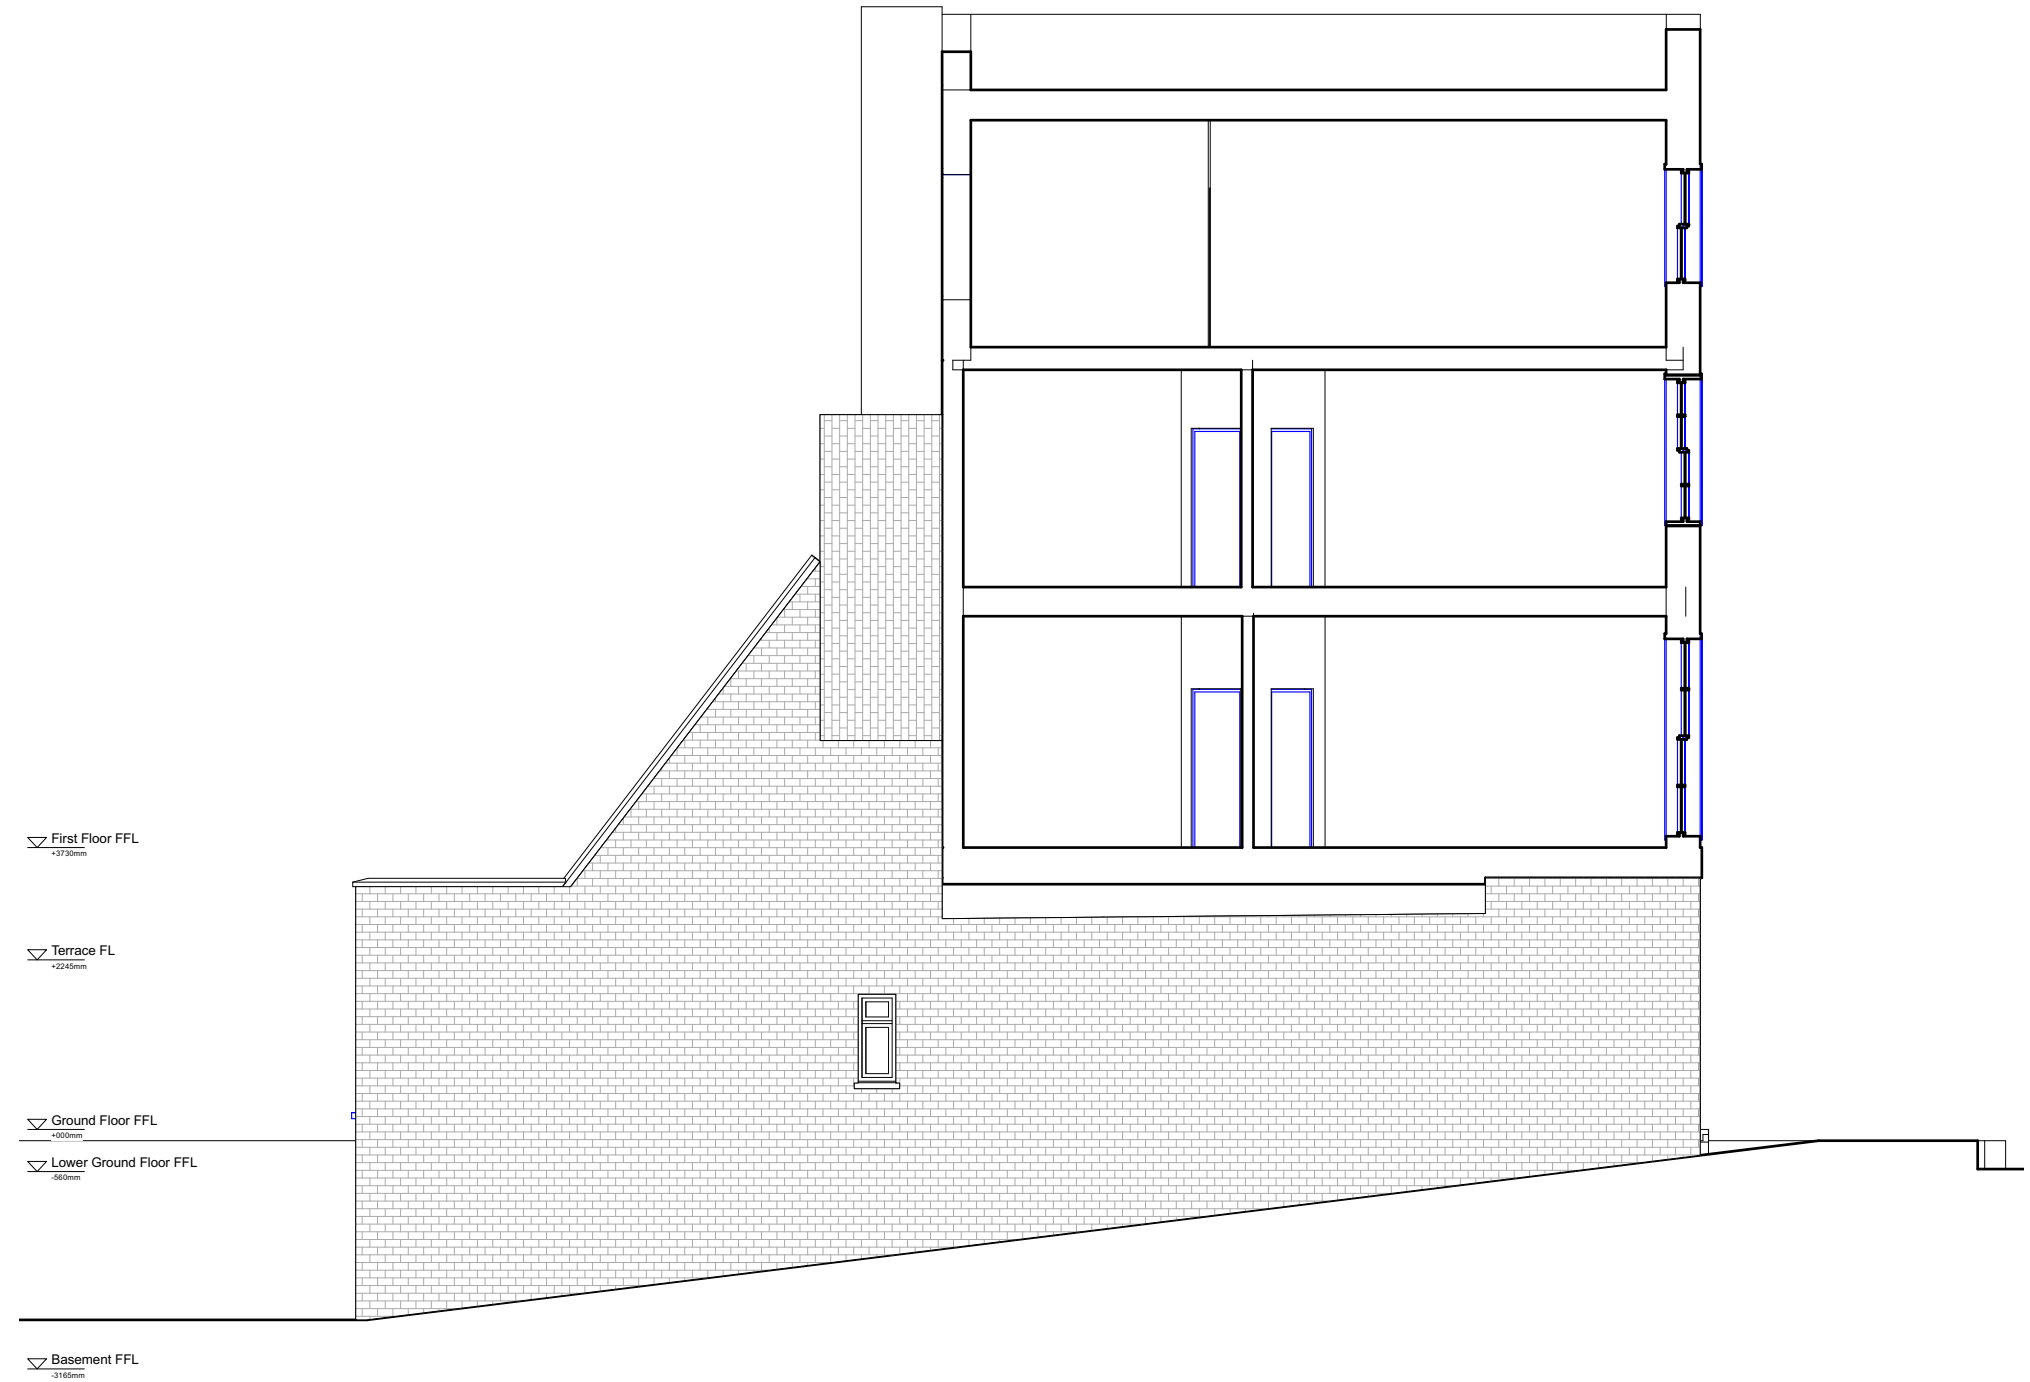 First Floor FFL
+3730mm
Terrace FL
+2245mm
Ground Floor FFL
+000mm
Lower Ground Floor FFL
-560mm
Basement FFL
-3165mm